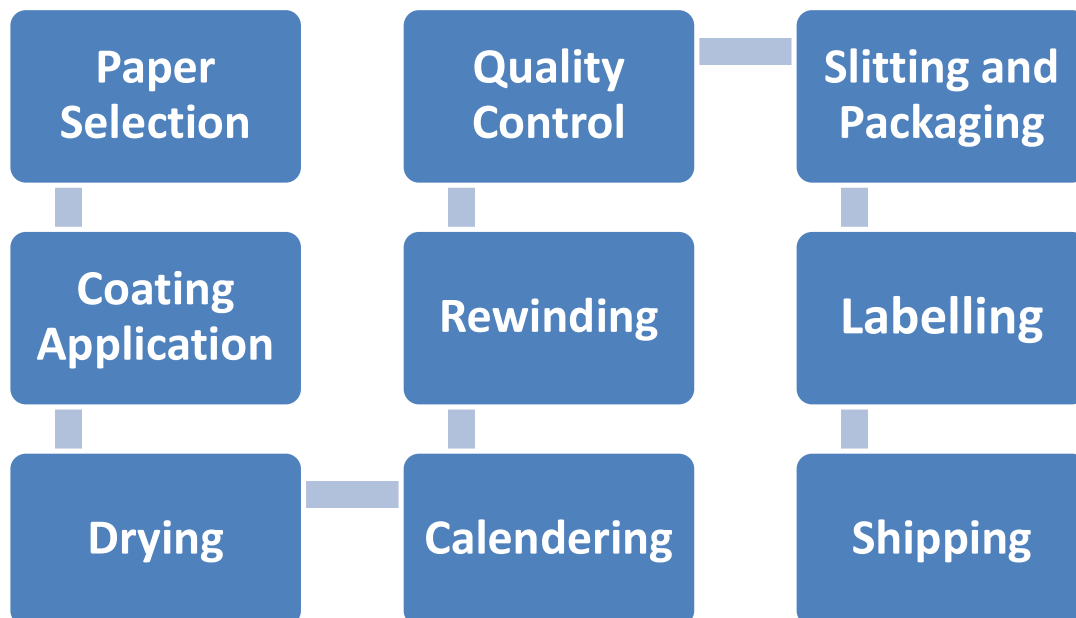 Paper
Selection
Coating
Application
Drying
Calendering
Rewinding
Quality
Control
Slitting and
Packaging
Labelling
Shipping